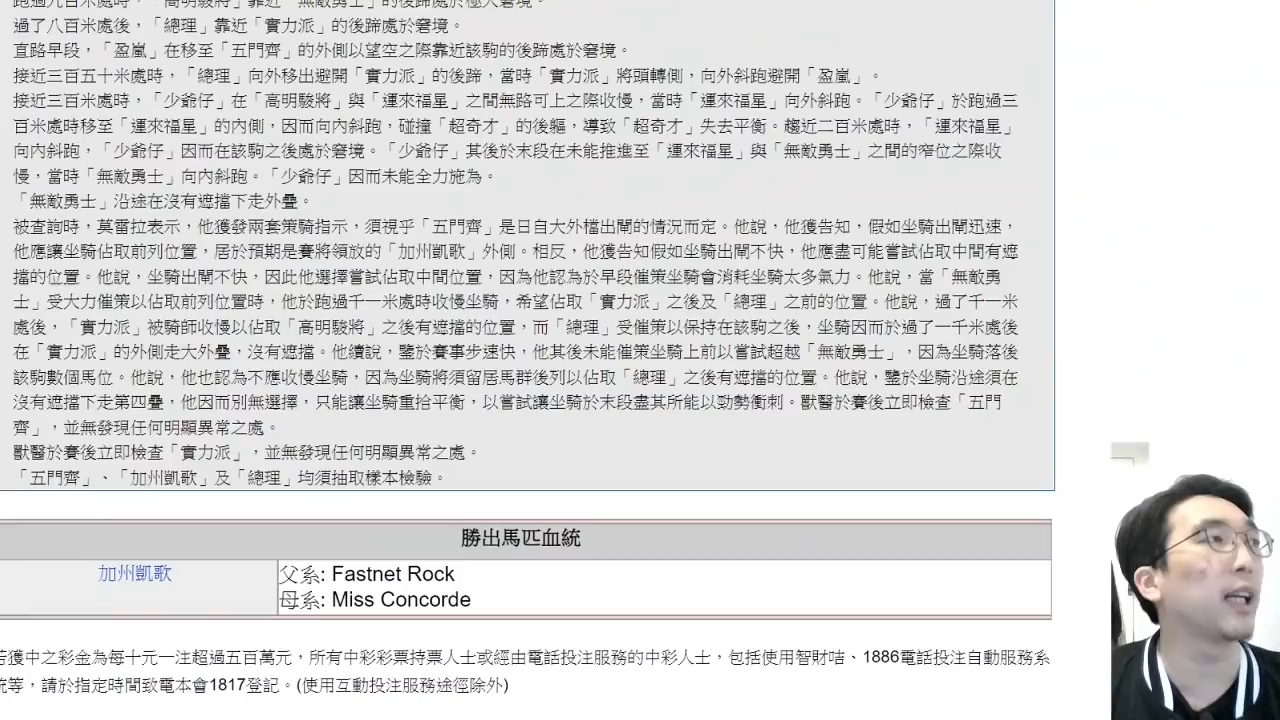 過了八百米處後，「總理」靠近「實力派」的後蹄處於窘境。
直路早段，「盈嵐」在移至「五門齊」的外側以望空之際靠近該駒的後蹄處於窘境。
接近三百五十米處時，「總理」向外移出避開「實力派」的後蹄，當時「實力派」將頭轉側，向外斜跑避開「盈嵐」。
接近三百米處時，「少爺仔」在「高明駿將」與「運來福星」之間無路可上之際收慢，當時「運來福星」向外斜跑。「少爺仔」於跑過三
百米處時移至「運來福星」的內側，因而向內斜跑，碰撞「超奇才」的後軀，導致「超奇才」失去平衡。趨近二百米處時，「運來福星」
向內斜跑，「少爺仔」因而在該駒之後處於窘境。「少爺仔」其後於末段在未能推進至「運來福星」與「無敵勇士」之間的窄位之際收
慢，當時「無敵勇士」向內斜跑。「少爺仔」因而未能全力施為。
「無敵勇士」沿途在沒有遮擋下走外疊。
被查詢時，莫雷拉表示，他獲發兩套策騎指示，須視乎「五門齊」是日自大外檔出閘的情況而定。他說，他獲告知，假如坐騎出閘迅速，
他應讓坐騎佔取前列位置，居於預期是賽將領放的「加州凱歌」外側。相反，他獲告知假如坐騎出閘不快，他應盡可能嘗試佔取中間有遮
擋的位置。他說，坐騎出閘不快，因此他選擇嘗試佔取中間位置，因為他認為於早段催策坐騎會消耗坐騎太多氣力。他說，當「無敵勇
士」受大力催策以佔取前列位置時，他於跑過千一米處時收慢坐騎，希望佔取「實力派」之後及「總理」之前的位置。他說，過了千一米
處後，「實力派」被騎師收慢以佔取「高明駿將」之後有遮擋的位置，而「總理」受催策以保持在該駒之後，坐騎因而於過了一千米處後
在「實力派」的外側走大外疊，沒有遮擋。他續說，鑒於賽事步速快，他其後未能催策坐騎上前以嘗試超越「無敵勇士」，因為坐騎落後
該駒數個馬位。他說，他也認為不應收慢坐騎，因為坐騎將須留居馬群後列以佔取「總理」之後有遮擋的位置。他說，鑒於坐騎沿途須在
沒有遮擋下走第四疊，他因而別無選擇，只能讓坐騎重拾平衡，以嘗試讓坐騎於末段盡其所能以勁勢衝刺。獸醫於賽後立即檢查「五門
齊」，並無發現任何明顯異常之處。
獸醫於賽後立即檢查「實力派」，並無發現任何明顯異常之處。
「五門齊」、「加州凱歌」及「總理」均須抽取樣本檢驗。
勝出馬匹血統
加州凱歌
父系: Fastnet Rock
母系: Miss Concorde
獲中之彩金為每十元一注超過五百萬元，所有中彩彩票持票人士或經由電話投注服務的中彩人士，包括使用智財咭、1886電話投注自動服務系
統等，請於指定時間致電本會1817登記。(使用互動投注服務途徑除外)